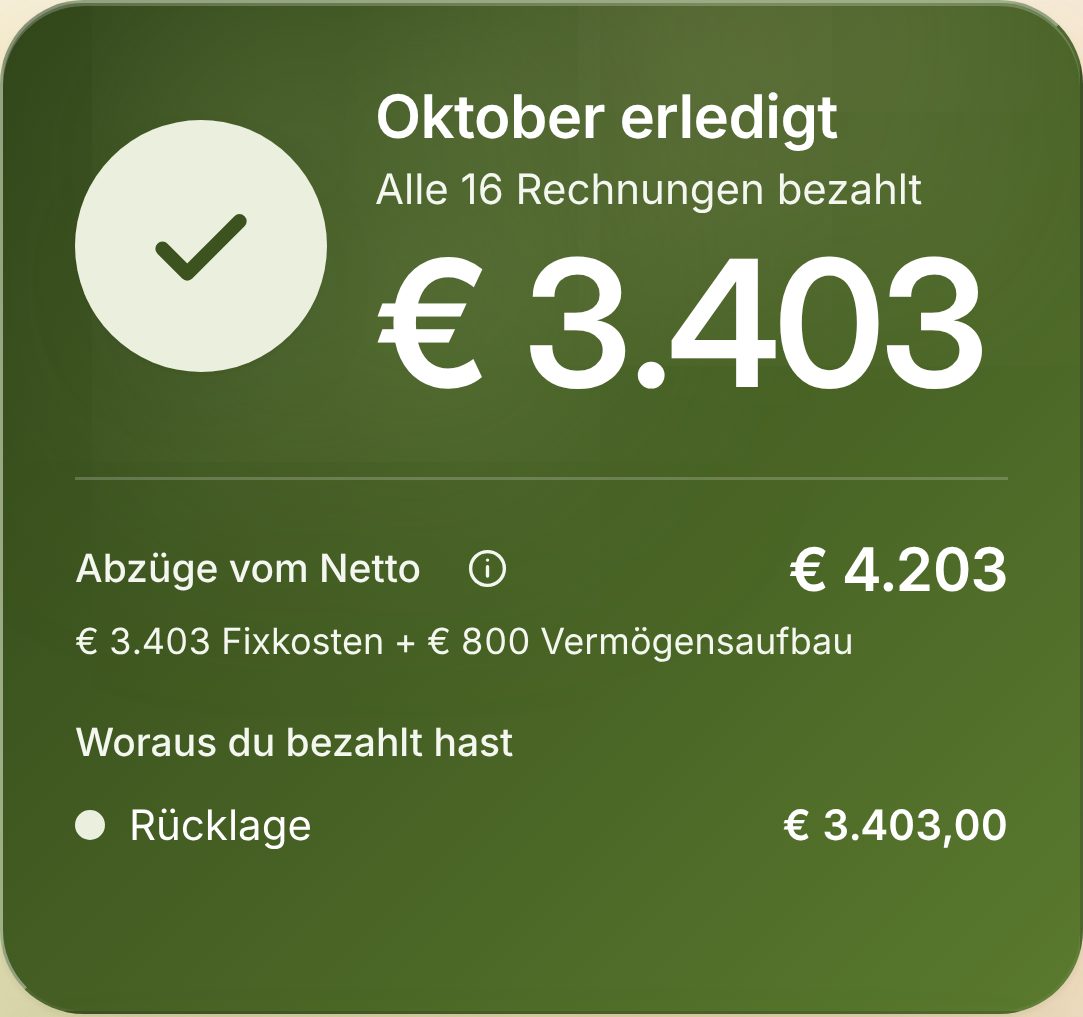 Oktober erledigt
Alle 16 Rechnungen bezahlt
€ 3.403
Abzüge vom Netto € 4.203
€ 3.403 Fixkosten + € 800 Vermögensaufbau
Woraus du bezahlt hast
Rücklage € 3.403,00